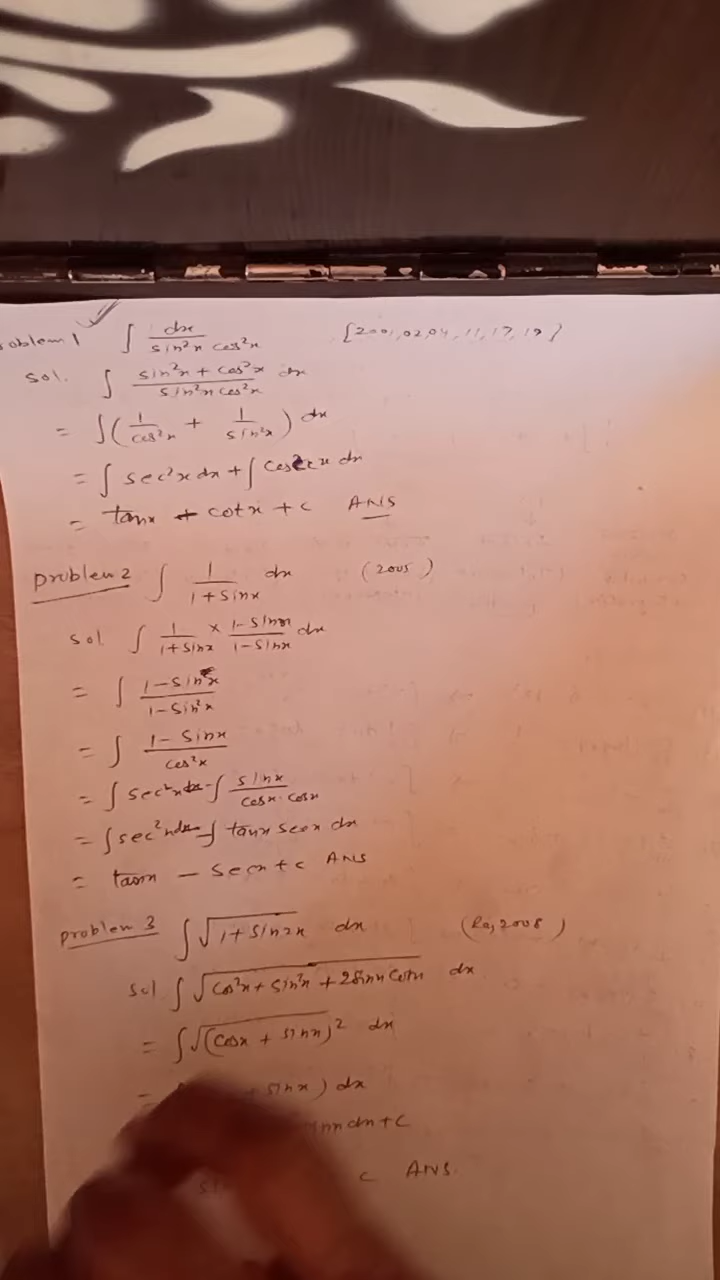 oblem 1 ∫ dx / sin²x cos²x [2001,02,04,11,17,19]
Sol. ∫ sin²x + cos²x / sin²x cos²x dx
= ∫ ( 1/cos²x + 1/sin²x ) dx
= ∫ sec²x dx + ∫ cosec²x dx
= tanx + cotx + c ANS
problem 2 ∫ 1 / 1+sinx dx (2005)
Sol ∫ 1 / 1+sinx × 1-sinx / 1-sinx dx
= ∫ 1-sinx / 1-sin²x
= ∫ 1-sinx / cos²x
= ∫ sec²x dx - ∫ sinx / cosx·cosx
= ∫ sec²x dx - ∫ tanx secx dx
= tanx - secx + c ANS
problem 3 ∫ √1+sin2x dx (Ra, 2008)
Sol ∫ √cos²x + sin²x + 2sinx cosx dx
= ∫ √(cosx + sinx)² dx
= sinx ) dx
dx + c
c ANS.